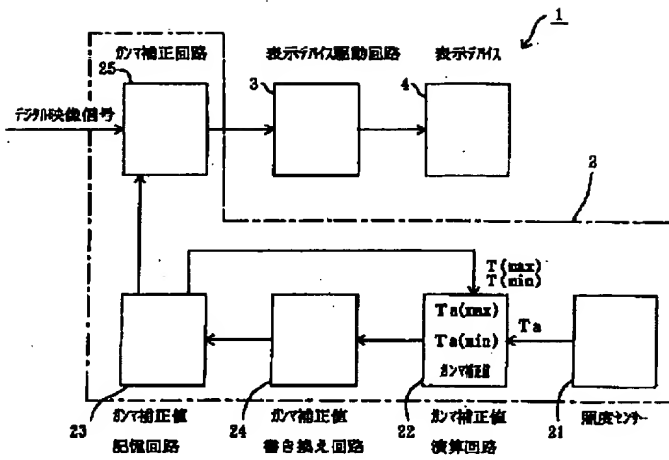 1
ガンマ補正回路
表示デバイス駆動回路
表示デバイス
25
3
4
デジタル映像信号
2
T(max)
T(min)
Ta(max)
Ta(min)
ガンマ補正値
Ta
23
ガンマ補正値
記憶回路
24
ガンマ補正値
書き換え回路
22
ガンマ補正値
演算回路
21
照度センサー